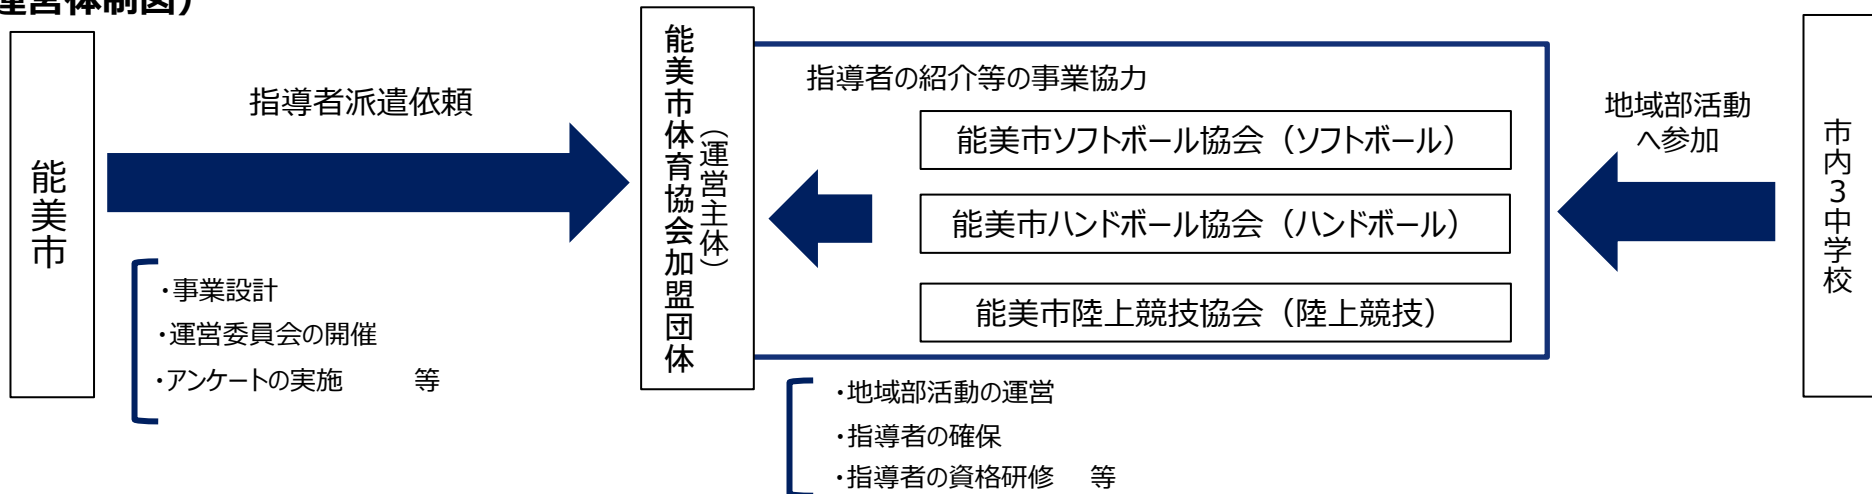 運営体制図）
能美市
指導者派遣依頼
・事業設計
・運営委員会の開催
・アンケートの実施　　　等
能美市体育協会加盟団体
（運営主体）
指導者の紹介等の事業協力
能美市ソフトボール協会（ソフトボール）
能美市ハンドボール協会（ハンドボール）
能美市陸上競技協会（陸上競技）
・地域部活動の運営
・指導者の確保
・指導者の資格研修　等
地域部活動
へ参加
市内３中学校